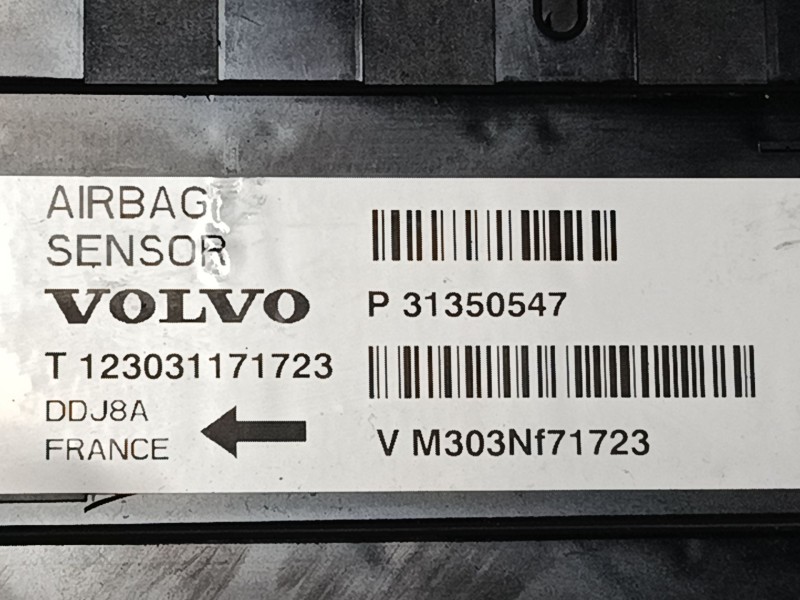 AIRBAG
SENSOR
VOLVO
P 31350547
T 123031171723
DDJ8A
FRANCE
V M303Nf71723